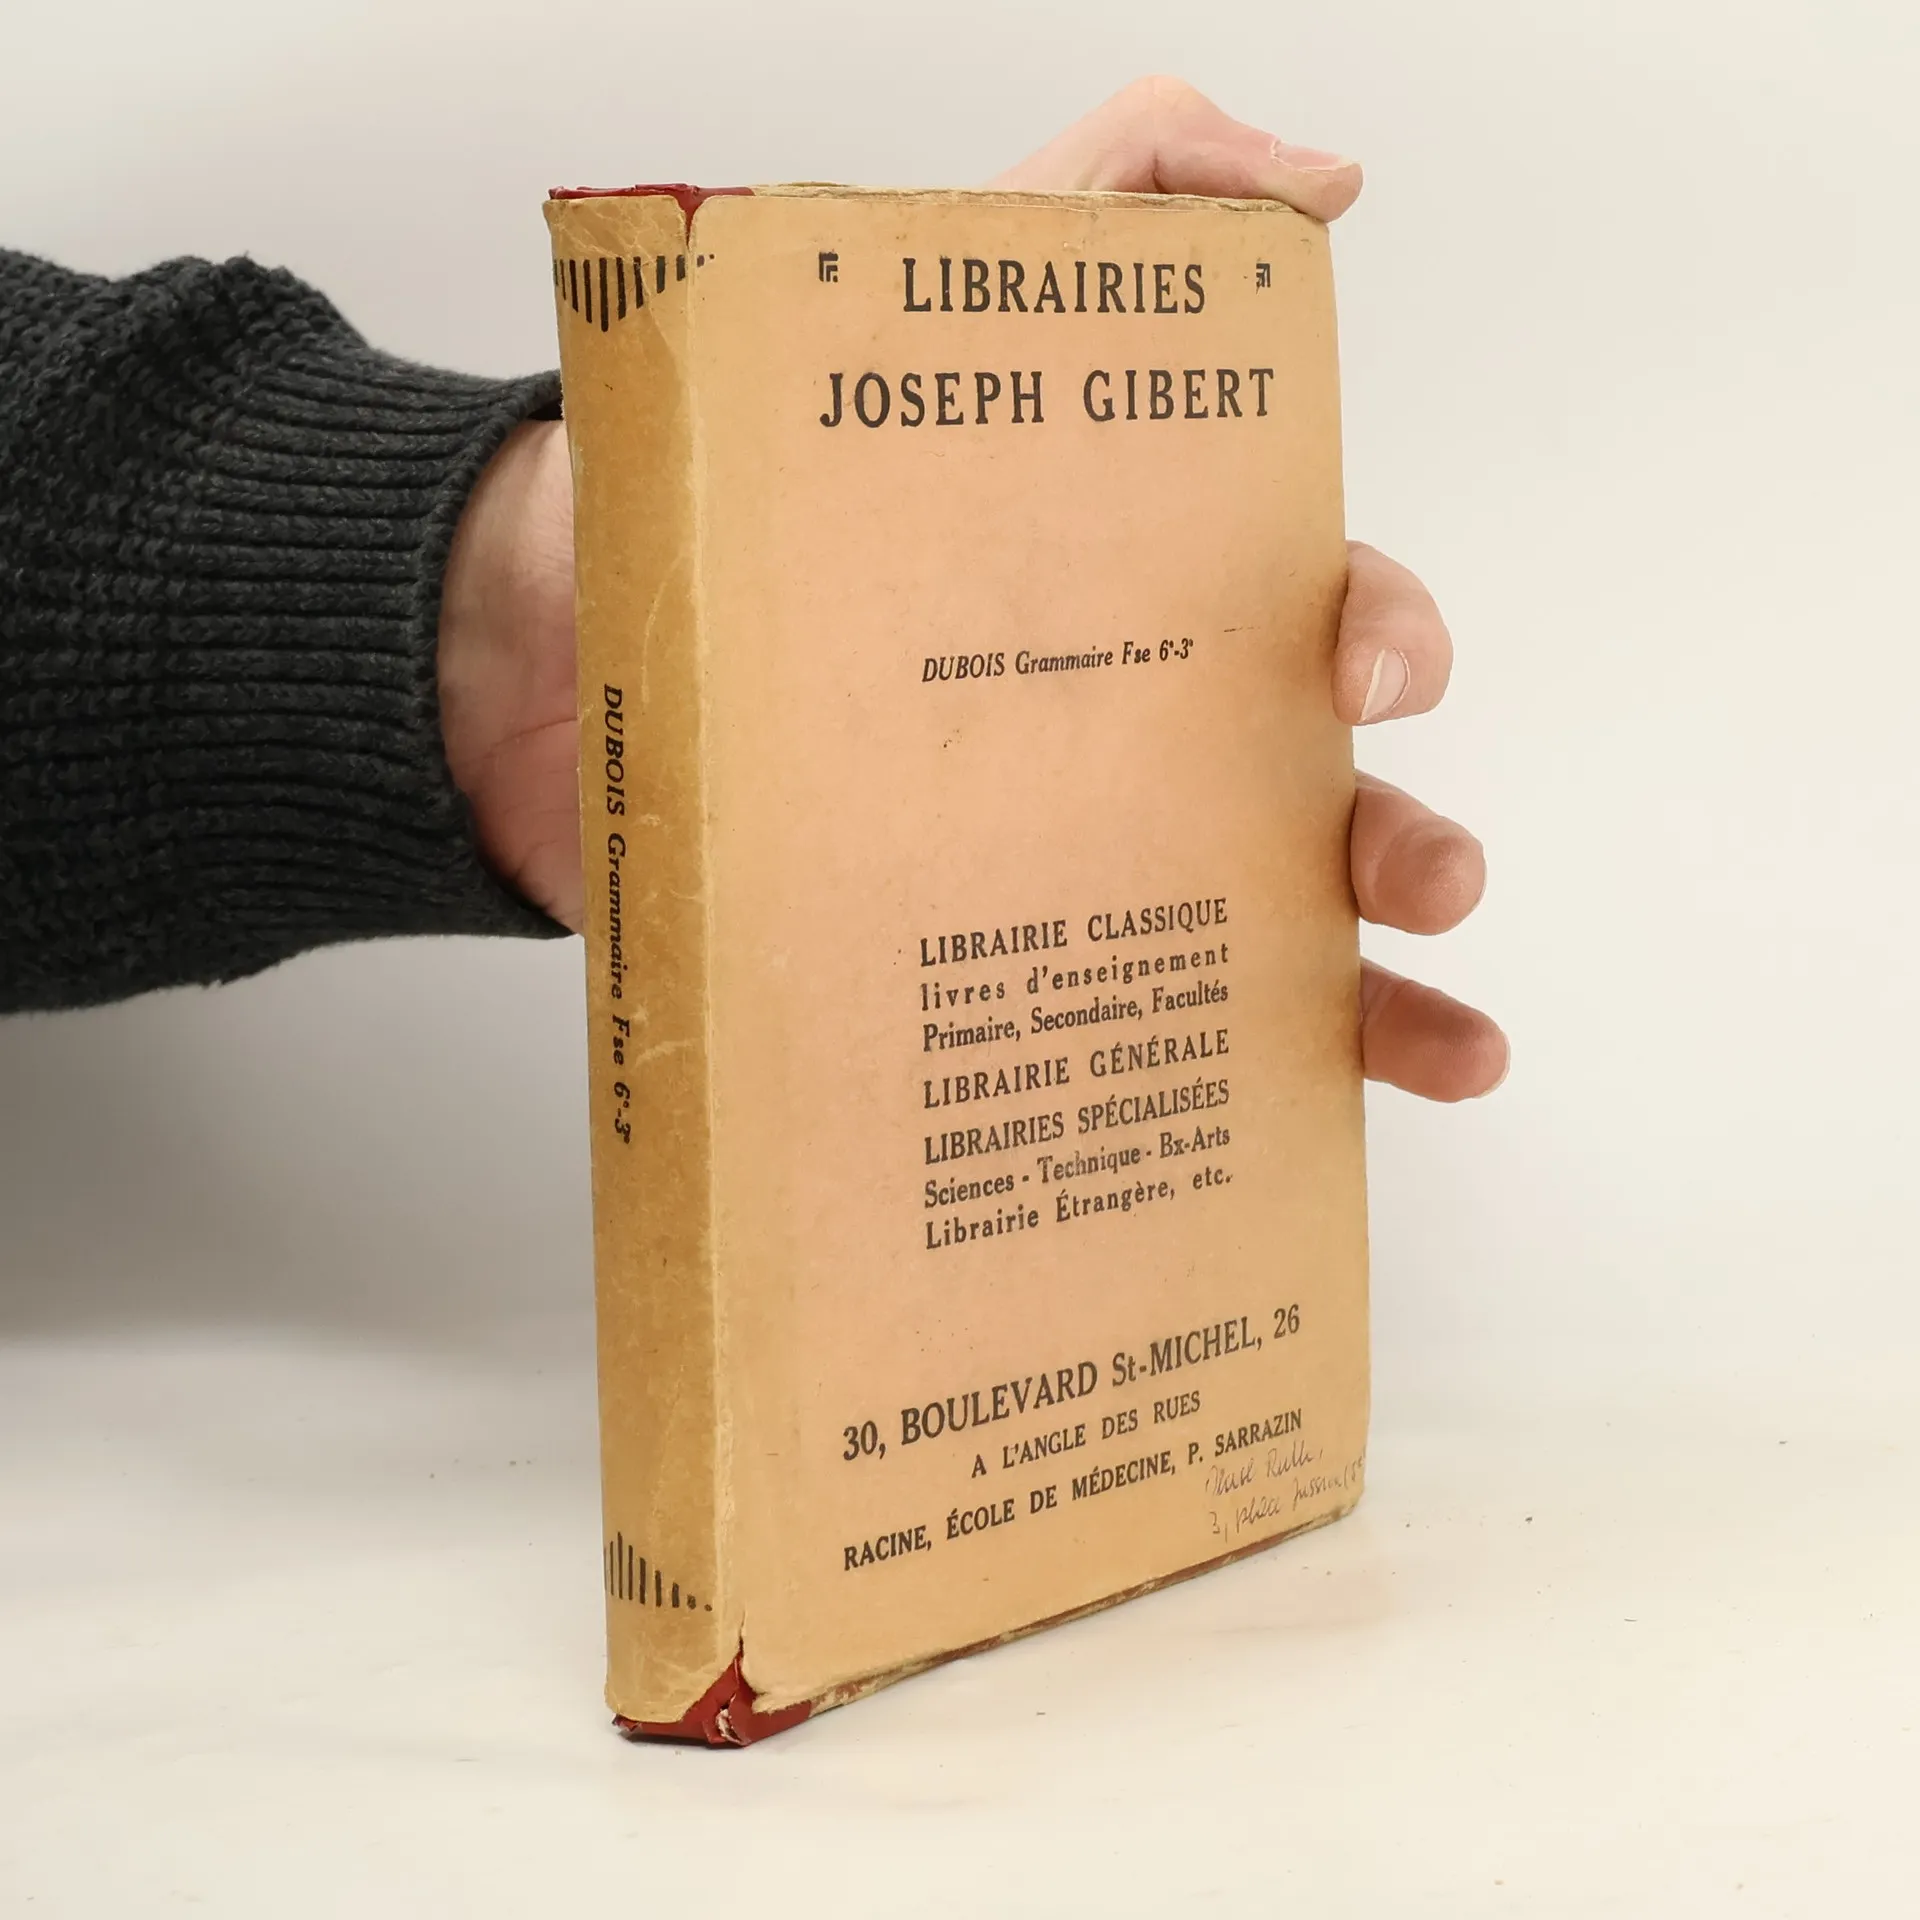 LIBRAIRIES
JOSEPH GIBERT
DUBOIS Grammaire Fse 6e-3e
LIBRAIRIE CLASSIQUE
livres d'enseignement
Primaire, Secondaire, Facultés
LIBRAIRIE GÉNÉRALE
LIBRAIRIES SPÉCIALISÉES
Sciences - Technique - Bx-Arts
Librairie Étrangère, etc.
30, BOULEVARD St-MICHEL, 26
A L'ANGLE DES RUES
RACINE, ÉCOLE DE MÉDECINE, P. SARRAZIN
3, place
DUBOIS Grammaire Fse 6e-3e